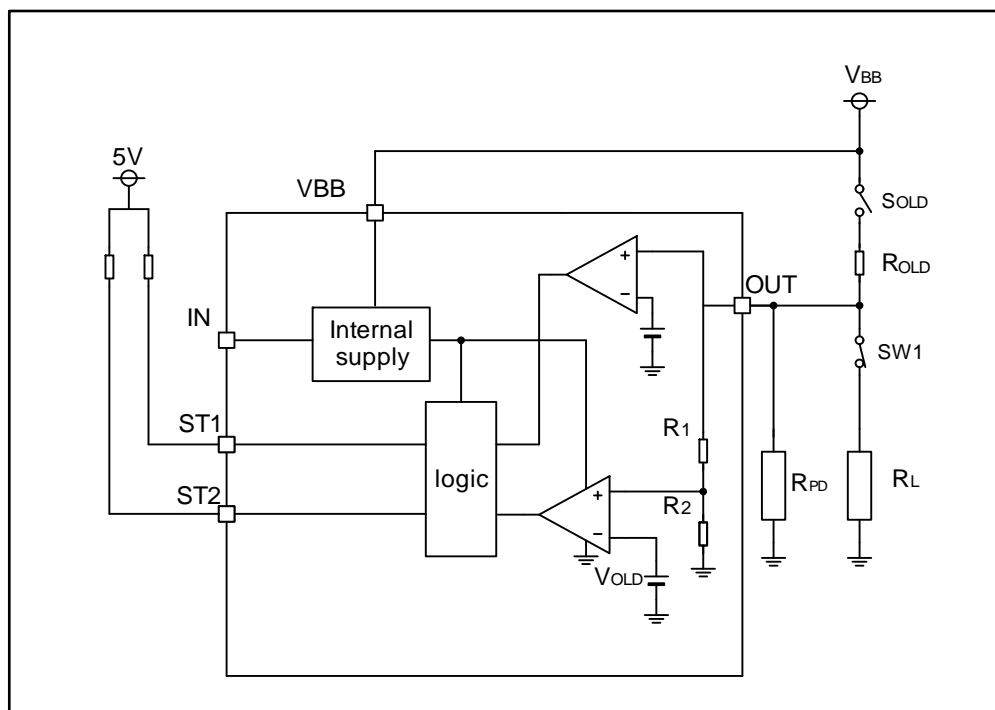 VBB
5V
VBB
SOLD
ROLD
OUT
IN
Internal
supply
+
−
SW1
ST1
R1
logic
RPD
RL
ST2
+
R2
−
VOLD